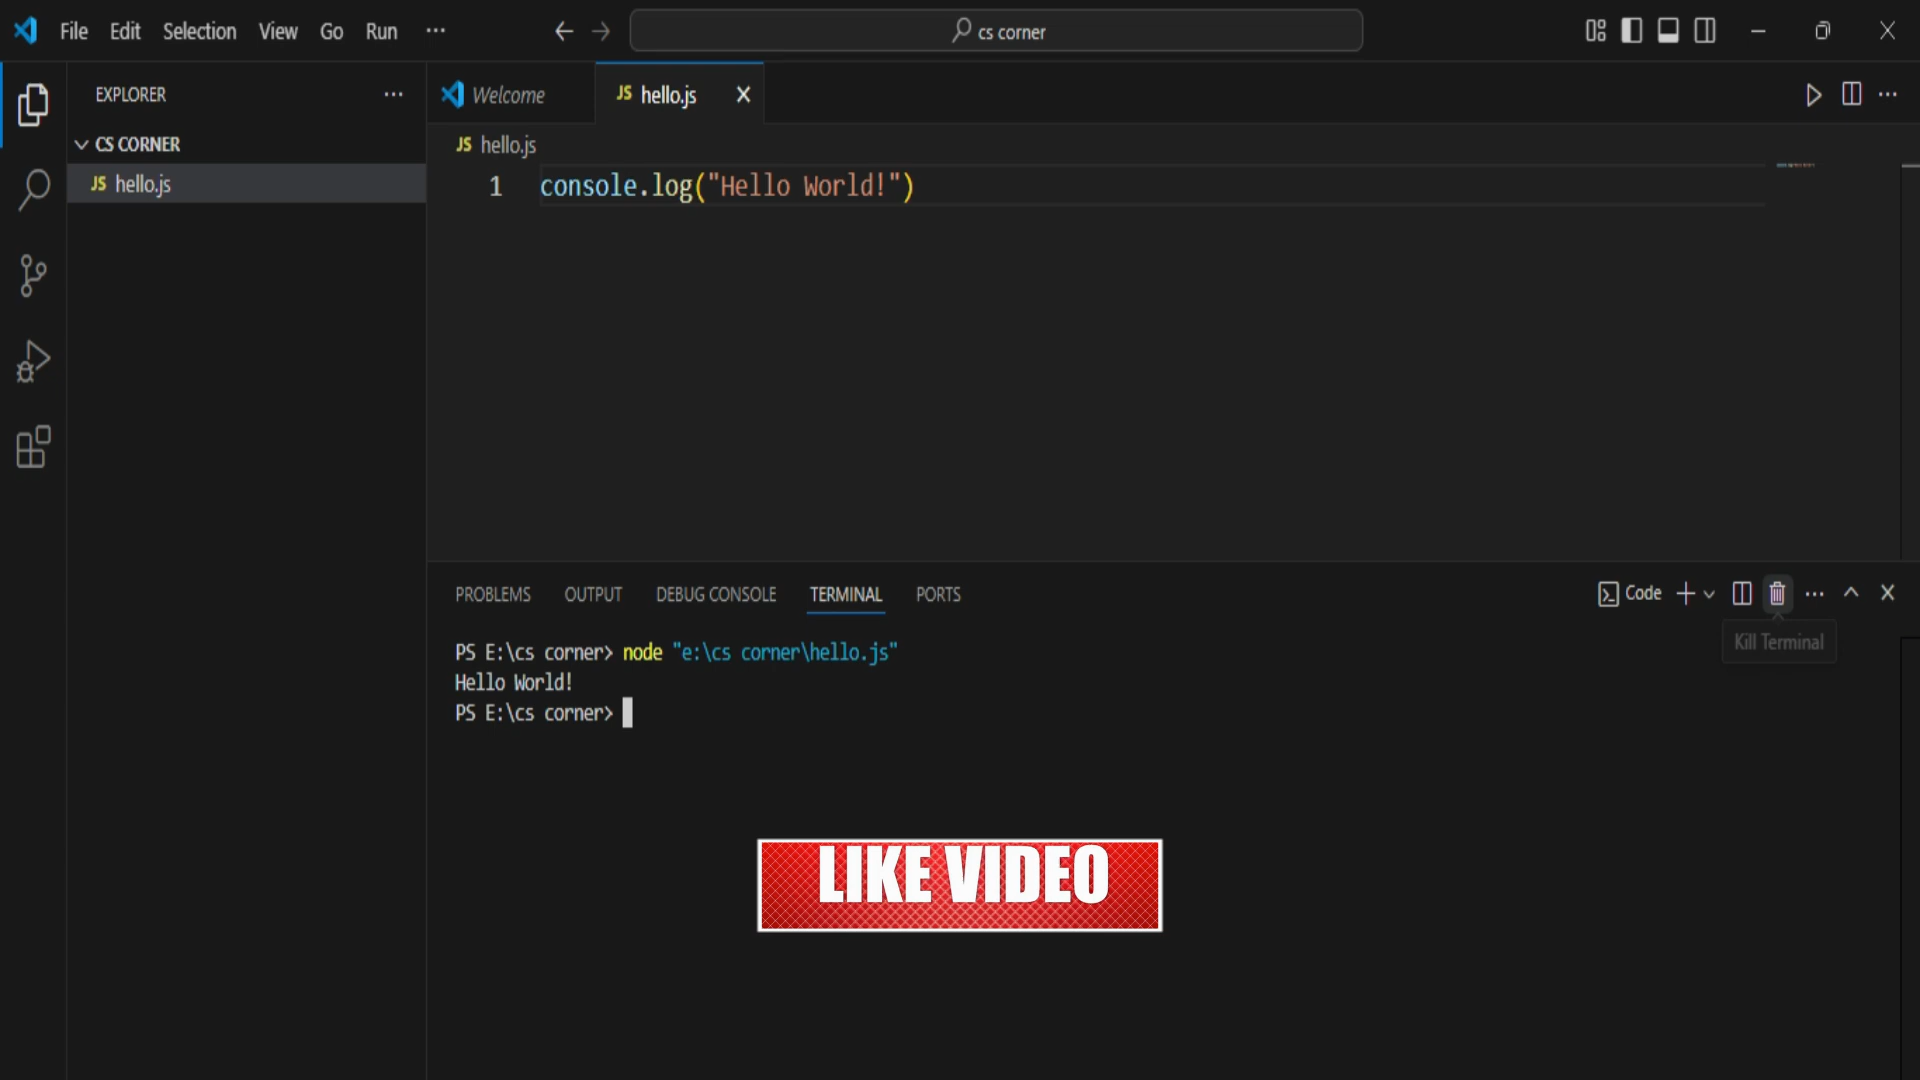 File Edit Selection View Go Run ···
cs corner
EXPLORER ···
CS CORNER
JS hello.js
Welcome
JS hello.js
JS hello.js
1 console.log("Hello World!")
PROBLEMS OUTPUT DEBUG CONSOLE TERMINAL PORTS
Code
Kill Terminal
PS E:\cs corner> node "e:\cs corner\hello.js"
Hello World!
PS E:\cs corner>
LIKE VIDEO